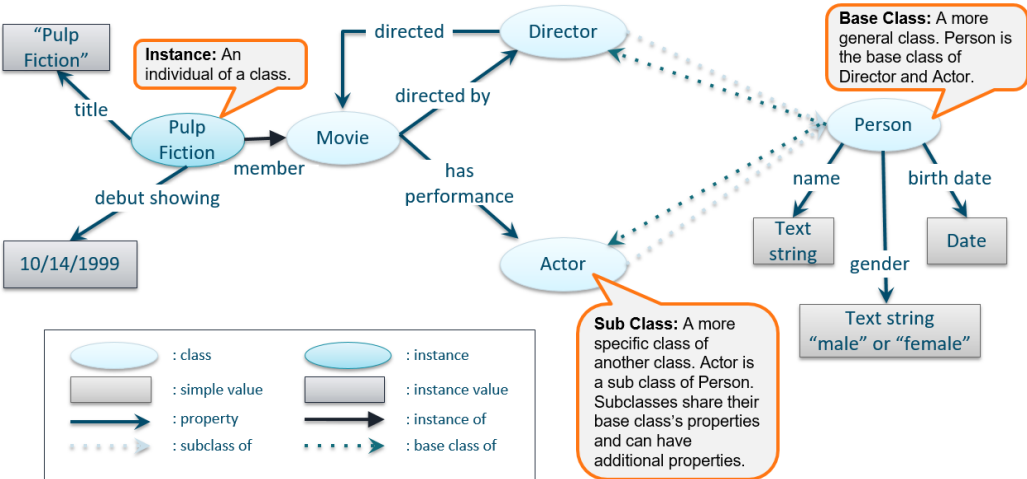 "Pulp
Fiction"
Instance: An
individual of a class.
directed
Director
Base Class: A more
general class. Person is
the base class of
Director and Actor.
title
directed by
Pulp
Fiction
Movie
Person
member
has
performance
name
birth date
debut showing
Text
string
Date
10/14/1999
Actor
gender
Text string
"male" or "female"
Sub Class: A more
specific class of
another class. Actor is
a sub class of Person.
Subclasses share their
base class's properties
and can have
additional properties.
: class
: instance
: simple value
: instance value
: property
: instance of
: subclass of
: base class of